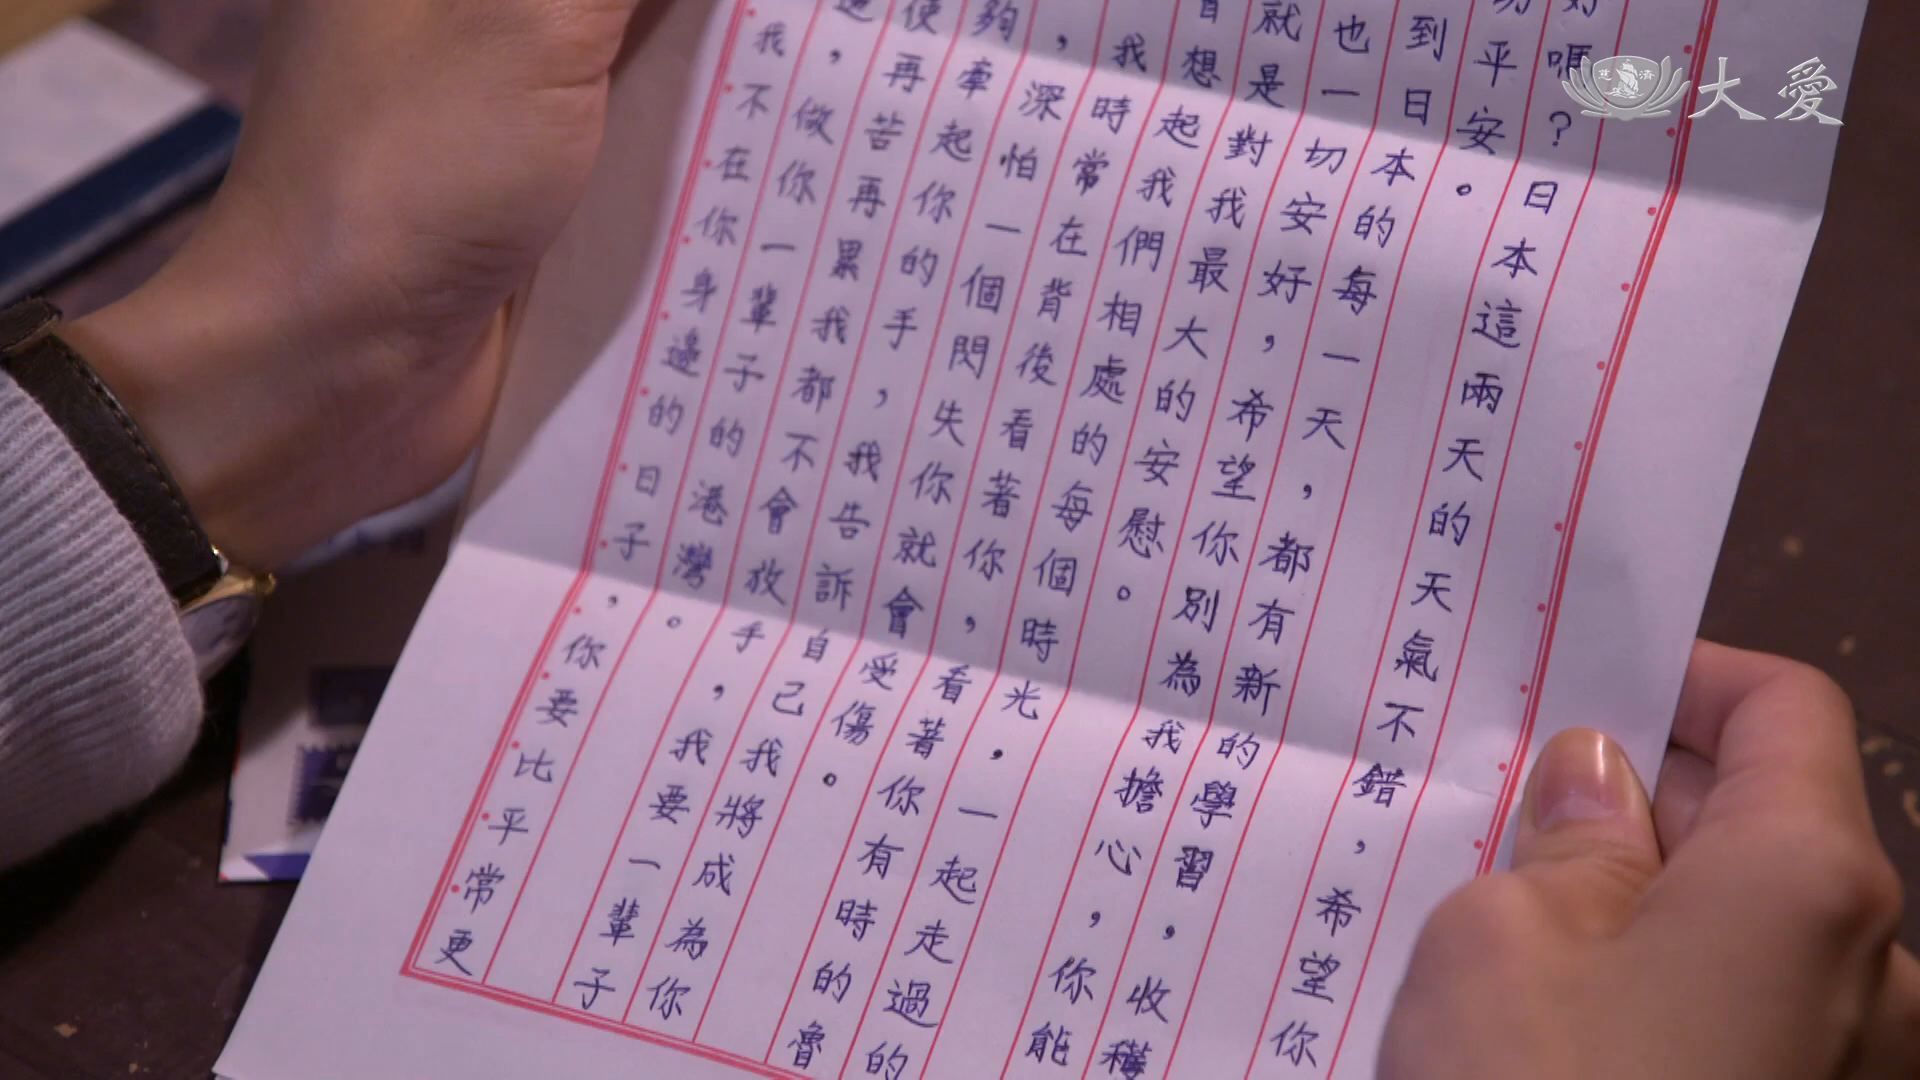 嗎?日本這兩天的天氣不錯,希望你
切平安。
到日本的每一天,都有新的學習,收穫
也一切安好,希望你別為我擔心,你能
就是對我最大的安慰。
想起我們相處的每個時光,一起走過的
我時常在背後看著你,看著你有時的魯
,深怕一個閃失你就會受傷。
夠牽起你的手,我告訴自己我將成為你
使再苦再累我都不會放手,我要一輩子
,做你一輩子的港灣。
我不在你身邊的日子,你要比平常更
慈濟
大愛